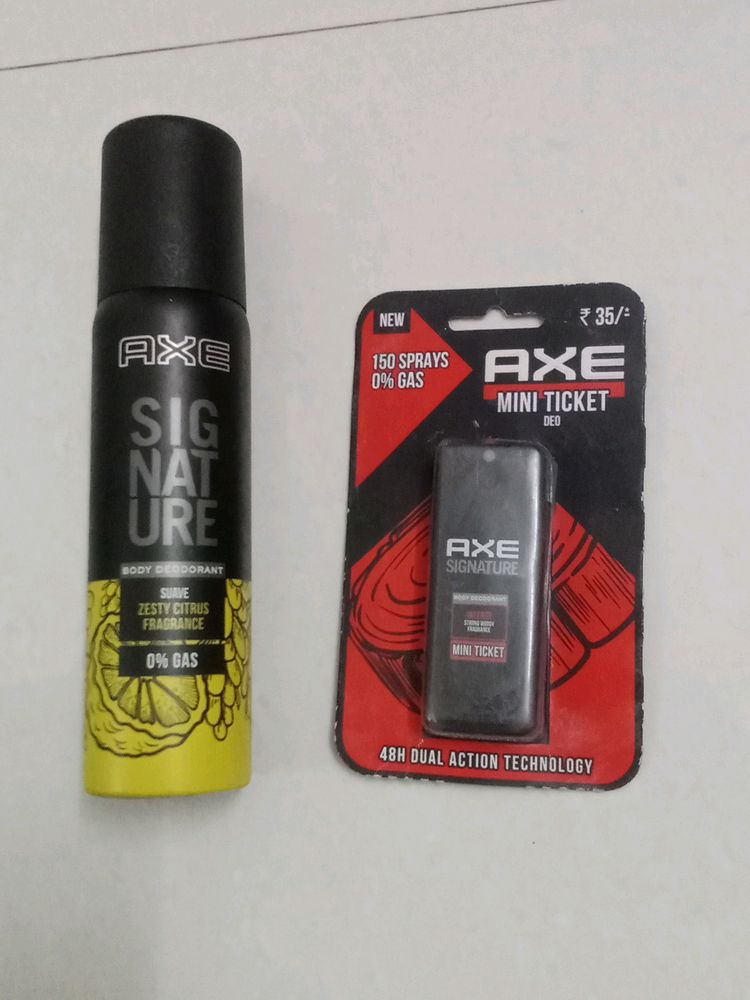 AXE
SIG
NAT
URE
BODY DEODORANT
SUAVE
ZESTY CITRUS
FRAGRANCE
0% GAS
NEW
₹ 35/-
150 SPRAYS
0% GAS
AXE
MINI TICKET
DEO
AXE
SIGNATURE
BODY DEODORANT
INTENSE
STRONG WOODY
FRAGRANCE
MINI TICKET
48H DUAL ACTION TECHNOLOGY